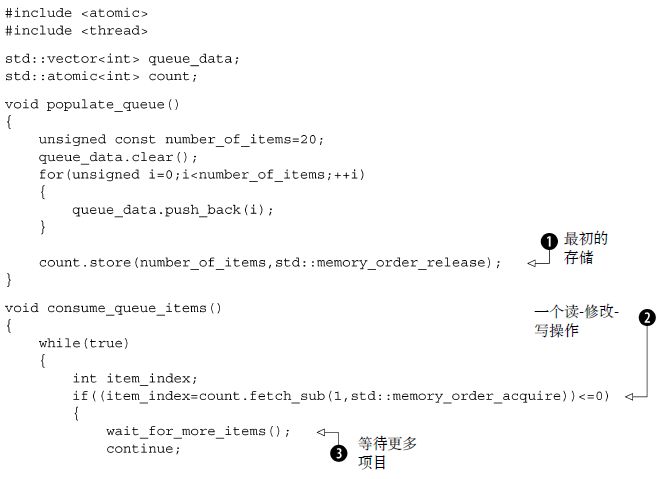 #include <atomic>
#include <thread>
std::vector<int> queue_data;
std::atomic<int> count;
void populate_queue()
{
    unsigned const number_of_items=20;
    queue_data.clear();
    for(unsigned i=0;i<number_of_items;++i)
    {
        queue_data.push_back(i);
    }
    count.store(number_of_items,std::memory_order_release);
1 最初的
存储
}
void consume_queue_items()
{
    while(true)
    {
        int item_index;
        if((item_index=count.fetch_sub(1,std::memory_order_acquire))<=0)
一个读-修改-
写操作 2
        {
            wait_for_more_items();
            continue;
3 等待更多
项目